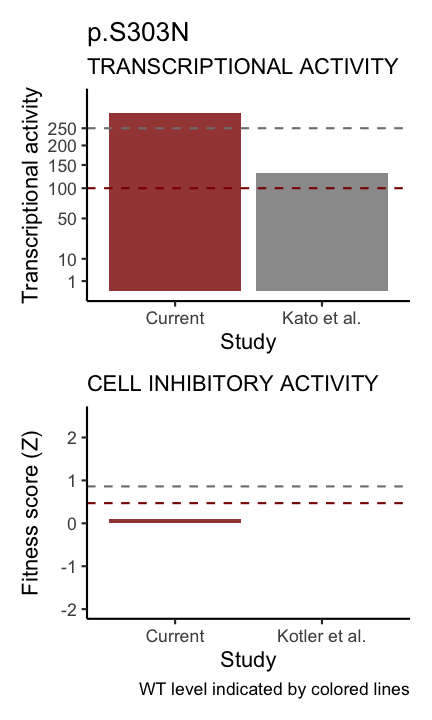 p.S303N
TRANSCRIPTIONAL ACTIVITY
Transcriptional activity
250
200
150
100
50
10
1
Current
Kato et al.
Study
CELL INHIBITORY ACTIVITY
Fitness score (Z)
2
1
0
-1
-2
Current
Kotler et al.
Study
WT level indicated by colored lines